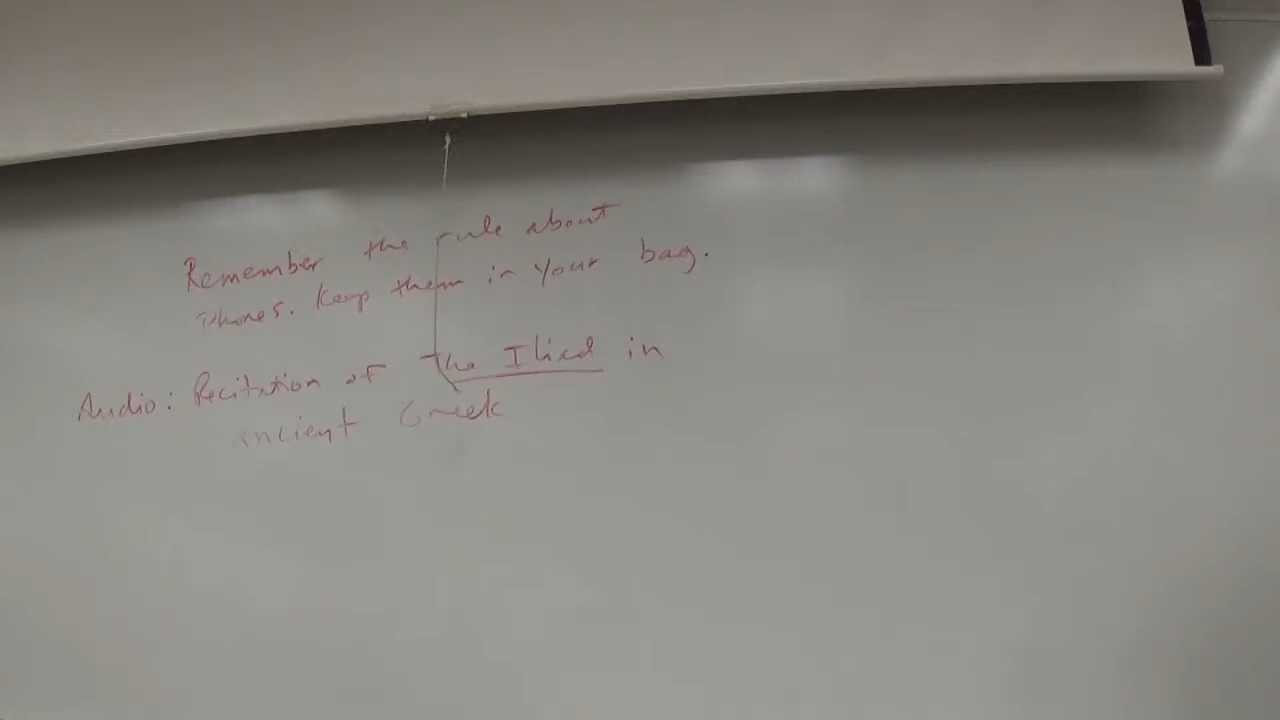 Remember the rule about
phones. Keep them in your bag.
Audio: Recitation of The Iliad in
ancient Greek